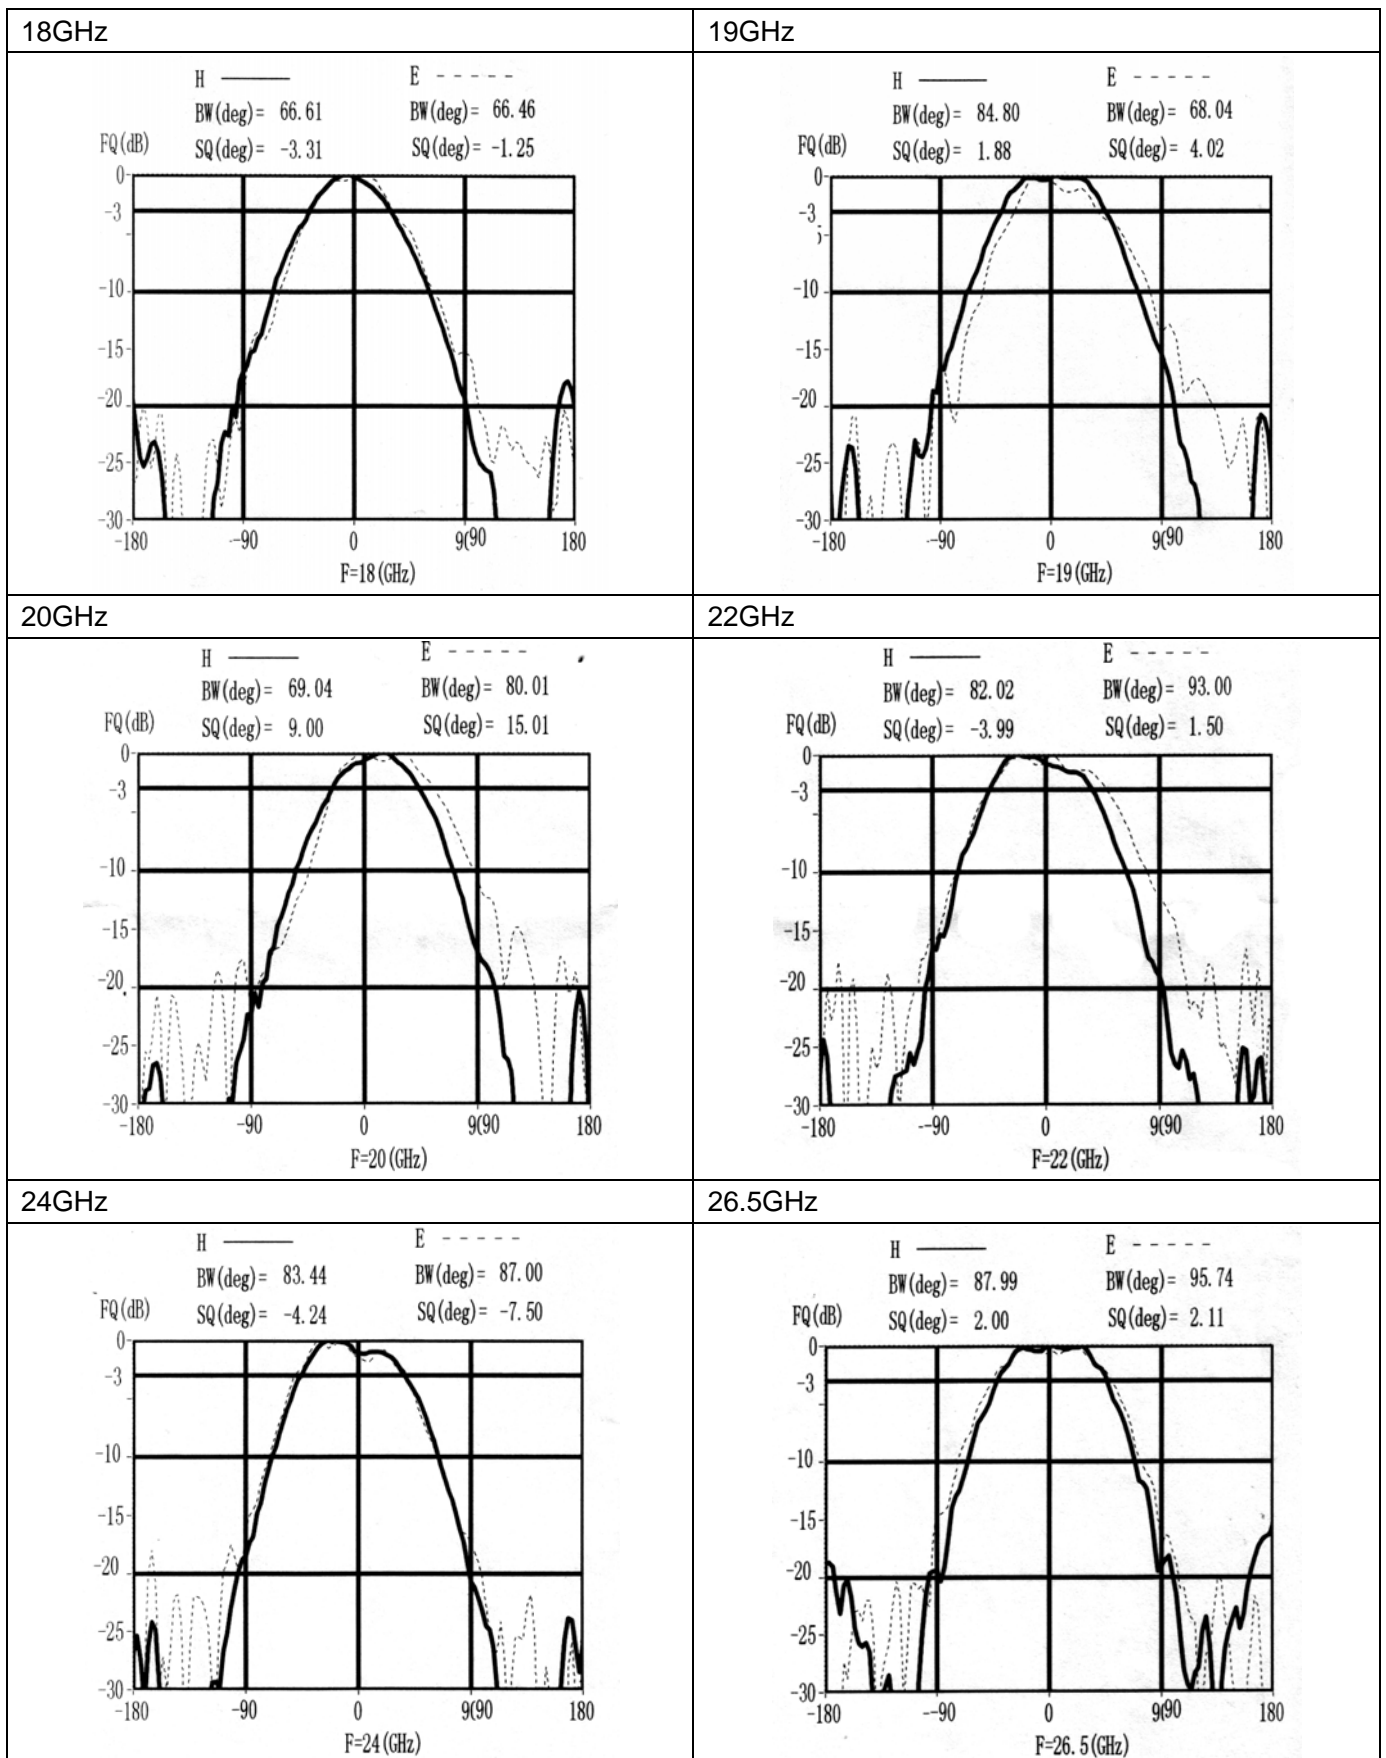 18GHz
H E
BW(deg)= 66.61 BW(deg)= 66.46
FQ(dB) SQ(deg)= -3.31 SQ(deg)= -1.25
0
-3
-10
-15
-20
-25
-30
-180 --90 0 9(90 180
F=18(GHz)
19GHz
H E
BW(deg)= 84.80 BW(deg)= 68.04
FQ(dB) SQ(deg)= 1.88 SQ(deg)= 4.02
0
-3
-10
-15
-20
-25
-30
-180 --90 0 9(90 180
F=19(GHz)
20GHz
H E
BW(deg)= 69.04 BW(deg)= 80.01
FQ(dB) SQ(deg)= 9.00 SQ(deg)= 15.01
0
-3
-10
-15
-20
-25
-30
-180 -90 0 9(90 180
F=20(GHz)
22GHz
H E
BW(deg)= 82.02 BW(deg)= 93.00
FQ(dB) SQ(deg)= -3.99 SQ(deg)= 1.50
0
-3
-10
-15
-20
-25
-30
-180 --90 0 9(90 180
F=22(GHz)
24GHz
H E
BW(deg)= 83.44 BW(deg)= 87.00
FQ(dB) SQ(deg)= -4.24 SQ(deg)= -7.50
0
-3
-10
-15
-20
-25
-30
-180 -90 0 9(90 180
F=24(GHz)
26.5GHz
H E
BW(deg)= 87.99 BW(deg)= 95.74
FQ(dB) SQ(deg)= 2.00 SQ(deg)= 2.11
0
-3
-10
-15
-20
-25
-30
-180 --90 0 9(90 180
F=26.5(GHz)